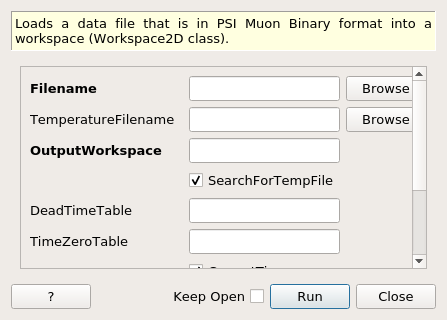 Loads a data file that is in PSI Muon Binary format into a
workspace (Workspace2D class).
Filename
Browse
TemperatureFilename
Browse
OutputWorkspace
SearchForTempFile
DeadTimeTable
TimeZeroTable
?
Keep Open
Run
Close